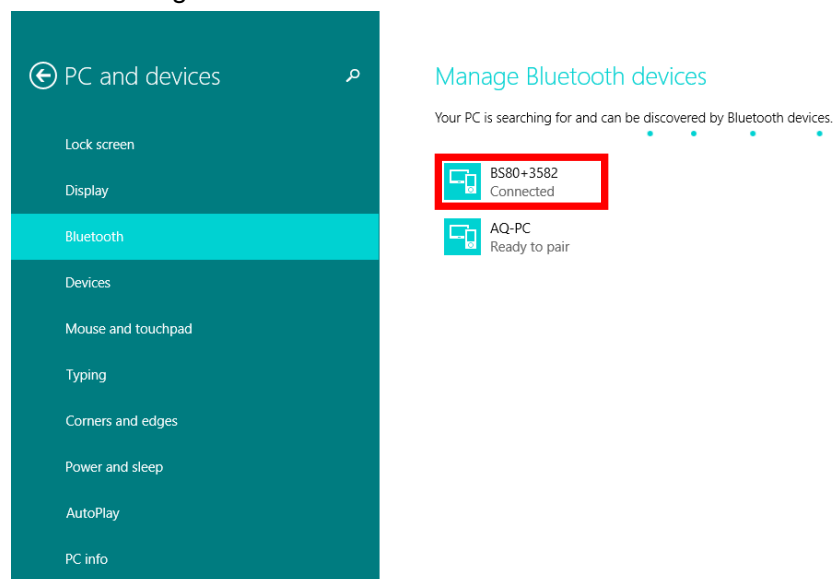 PC and devices
Lock screen
Display
Bluetooth
Devices
Mouse and touchpad
Typing
Corners and edges
Power and sleep
AutoPlay
PC info
Manage Bluetooth devices
Your PC is searching for and can be discovered by Bluetooth devices.
BS80+3582
Connected
AQ-PC
Ready to pair